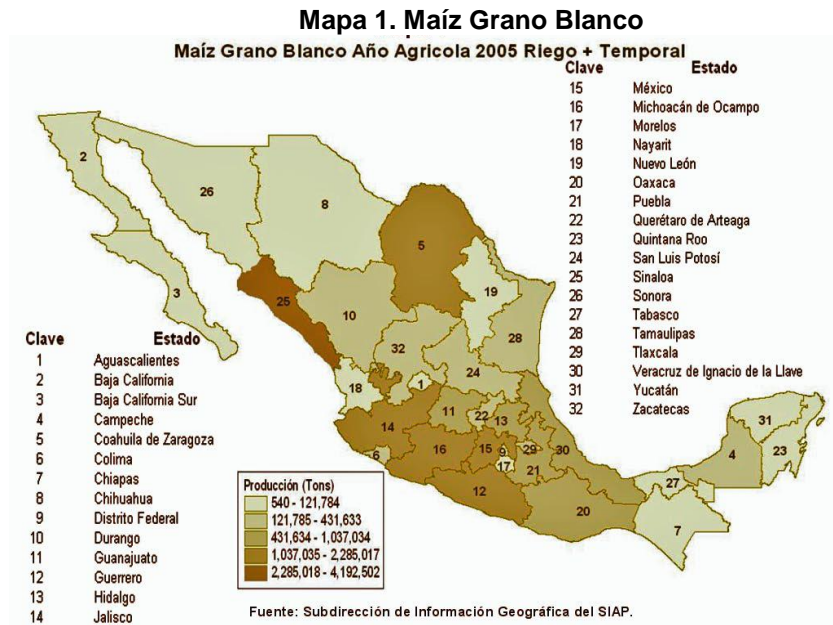 Mapa 1. Maíz Grano Blanco
Maíz Grano Blanco Año Agricola 2005 Riego + Temporal
Clave Estado
15 México
16 Michoacán de Ocampo
17 Morelos
18 Nayarit
19 Nuevo León
20 Oaxaca
21 Puebla
22 Querétaro de Arteaga
23 Quintana Roo
24 San Luis Potosí
25 Sinaloa
26 Sonora
27 Tabasco
28 Tamaulipas
29 Tlaxcala
30 Veracruz de Ignacio de la Llave
31 Yucatán
32 Zacatecas
2
26
8
5
3
25
10
19
32
28
24
18
1
14
11
22
13
6
16
15
9
29
30
17
21
12
20
27
4
31
23
7
Clave Estado
1 Aguascalientes
2 Baja California
3 Baja California Sur
4 Campeche
5 Coahuila de Zaragoza
6 Colima
7 Chiapas
8 Chihuahua
9 Distrito Federal
10 Durango
11 Guanajuato
12 Guerrero
13 Hidalgo
14 Jalisco
Producción (Tons)
540 - 121,784
121,785 - 431,633
431,634 - 1,037,034
1,037,035 - 2,285,017
2,285,018 - 4,192,502
Fuente: Subdirección de Información Geográfica del SIAP.